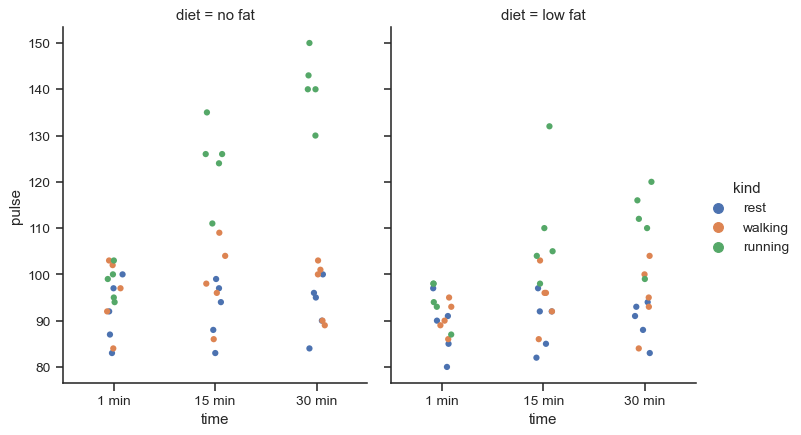 diet = no fat
diet = low fat
150
140
130
120
110
100
90
80
pulse
1 min
15 min
30 min
time
1 min
15 min
30 min
time
kind
rest
walking
running